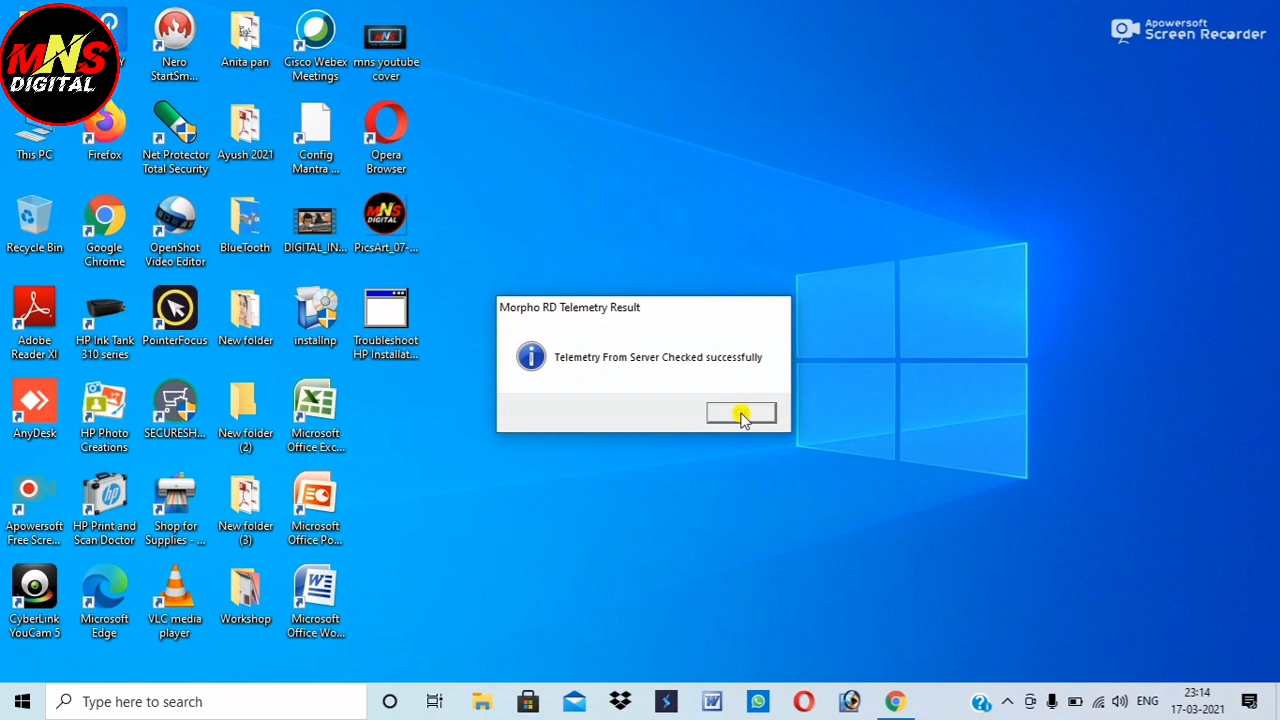 MNS
DIGITAL
Apowersoft
Screen Recorder
Nero
StartSm...
Anita pan
Cisco Webex
Meetings
mns youtube
cover
This PC
Firefox
Net Protector
Total Security
Ayush 2021
Config
Mantra ...
Opera
Browser
Recycle Bin
Google
Chrome
OpenShot
Video Editor
BlueTooth
DIGITAL_IN...
PicsArt_07-...
Adobe
Reader XI
HP Ink Tank
310 series
PointerFocus
New folder
installnp
Troubleshoot
HP Installat...
Morpho RD Telemetry Result
Telemetry From Server Checked successfully
AnyDesk
HP Photo
Creations
SECURESH...
New folder
(2)
Microsoft
Office Exc...
Apowersoft
Free Scre...
HP Print and
Scan Doctor
Shop for
Supplies - ...
New folder
(3)
Microsoft
Office Po...
CyberLink
YouCam 5
Microsoft
Edge
VLC media
player
Workshop
Microsoft
Office Wo...
Type here to search
ENG
23:14
17-03-2021